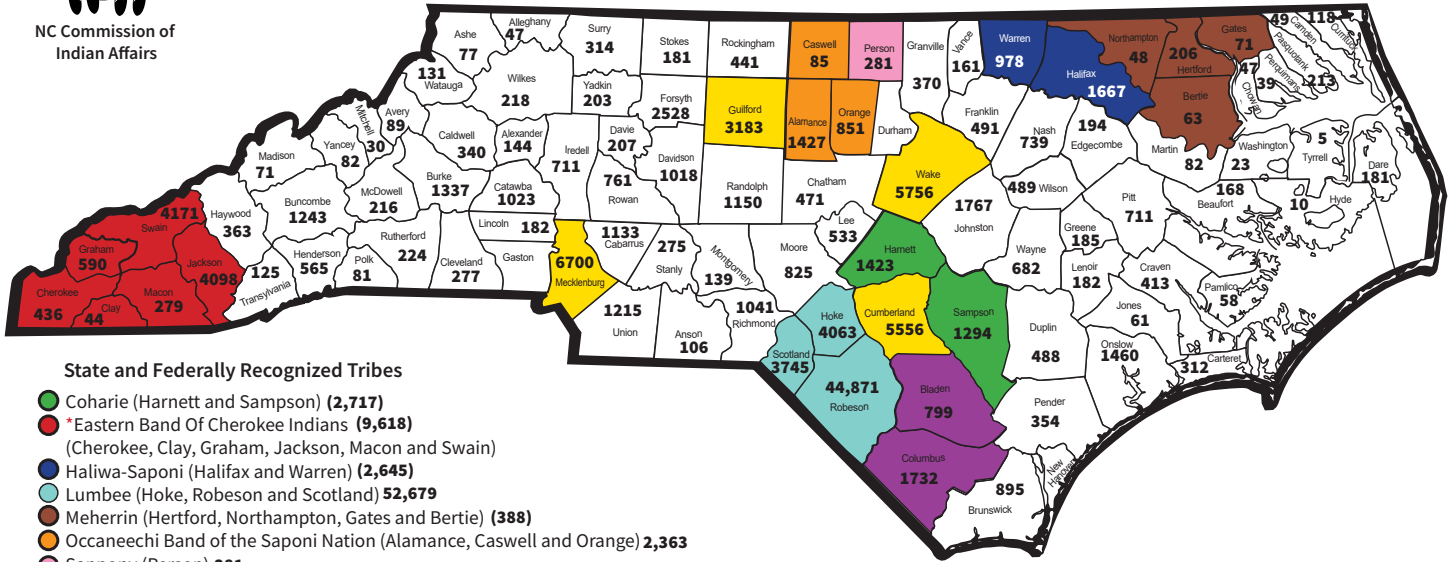 NC Commission of
Indian Affairs
Ashe
77
Alleghany
47
Surry
314
Stokes
181
Rockingham
441
Caswell
85
Person
281
Granville
370
Vance
161
Warren
978
Halifax
1667
Northampton
48
206
Hertford
Gates
71
49
Camden
118
Currituck
Pasquotank
Perquimans
213
47
39
Chowan
Bertie
63
131
Watauga
Wilkes
218
Yadkin
203
Forsyth
2528
Guilford
3183
Alamance
1427
Orange
851
Durham
Franklin
491
Nash
739
194
Edgecombe
Martin
82
Washington
23
5
Tyrrell
Dare
181
Mitchell
30
Avery
89
Yancey
82
Madison
71
Caldwell
340
Alexander
144
Iredell
711
Davie
207
Davidson
1018
Randolph
1150
Chatham
471
Wake
5756
1767
Johnston
489 Wilson
Pitt
711
168
Beaufort
10
Hyde
Buncombe
1243
McDowell
216
Burke
1337
Catawba
1023
761
Rowan
Lee
533
Greene
185
Wayne
682
Lenoir
182
Craven
413
Pamlico
58
Jones
61
4171
Swain
Haywood
363
Graham
590
Jackson
4098
Cherokee
436
Clay
44
Macon
279
125
Transylvania
Henderson
565
Polk
81
Rutherford
224
Cleveland
277
Lincoln
182
Gaston
6700
Mecklenburg
1133
Cabarrus
275
Stanly
Montgomery
139
Moore
825
Harnett
1423
Cumberland
5556
Sampson
1294
Duplin
488
Onslow
1460
Carteret
312
1215
Union
Anson
106
1041
Richmond
Hoke
4063
Scotland
3745
44,871
Robeson
Bladen
799
Pender
354
Columbus
1732
895
Brunswick
New
Hanover
State and Federally Recognized Tribes
Coharie (Harnett and Sampson) (2,717)
*Eastern Band Of Cherokee Indians (9,618)
(Cherokee, Clay, Graham, Jackson, Macon and Swain)
Haliwa-Saponi (Halifax and Warren) (2,645)
Lumbee (Hoke, Robeson and Scotland) 52,679
Meherrin (Hertford, Northampton, Gates and Bertie) (388)
Occaneechi Band of the Saponi Nation (Alamance, Caswell and Orange) 2,363